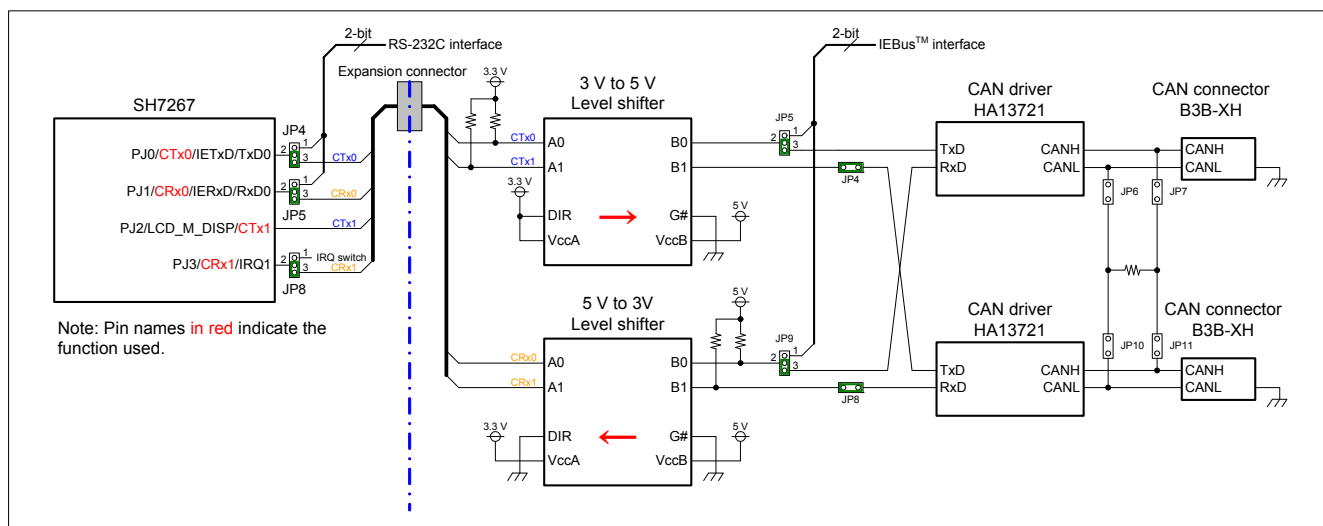 2-bit
RS-232C interface
2-bit
IEBus™ interface
Expansion connector
SH7267
3.3 V
3 V to 5 V
Level shifter
CAN driver
HA13721
CAN connector
B3B-XH
JP4
1
2
3
PJ0/CTx0/IETxD/TxD0
CTx0
PJ1/CRx0/IERxD/RxD0
1
2
3
CRx0
JP5
PJ2/LCD_M_DISP/CTx1
CTx1
PJ3/CRx1/IRQ1
1
2
3
IRQ switch
CRx1
JP8
Note: Pin names in red indicate the
function used.
CTx0
CTx1
A0
A1
B0
B1
3.3 V
DIR
VccA
G#
VccB
5 V
JP5
1
2
3
JP4
TxD
RxD
CANH
CANL
CANH
CANL
JP6
JP7
5 V to 3V
Level shifter
5 V
CRx0
CRx1
A0
A1
B0
B1
3.3 V
DIR
VccA
G#
VccB
5 V
JP9
1
2
3
JP8
CAN driver
HA13721
TxD
RxD
CANH
CANL
JP10
JP11
CAN connector
B3B-XH
CANH
CANL